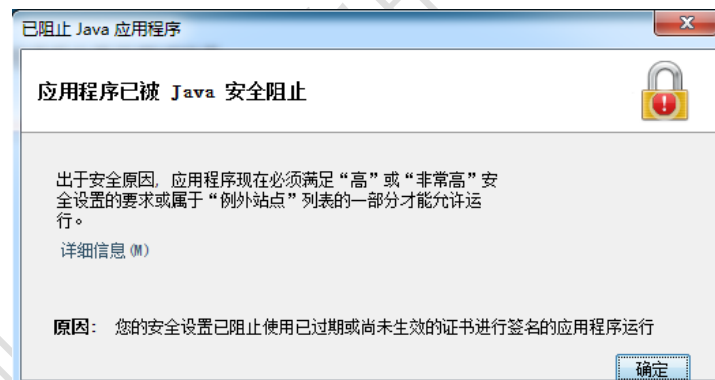 已阻止 Java 应用程序
应用程序已被 Java 安全阻止
出于安全原因, 应用程序现在必须满足“高”或“非常高”安
全设置的要求或属于“例外站点”列表的一部分才能允许运
行。
详细信息(M)
原因: 您的安全设置已阻止使用已过期或尚未生效的证书进行签名的应用程序运行
确定